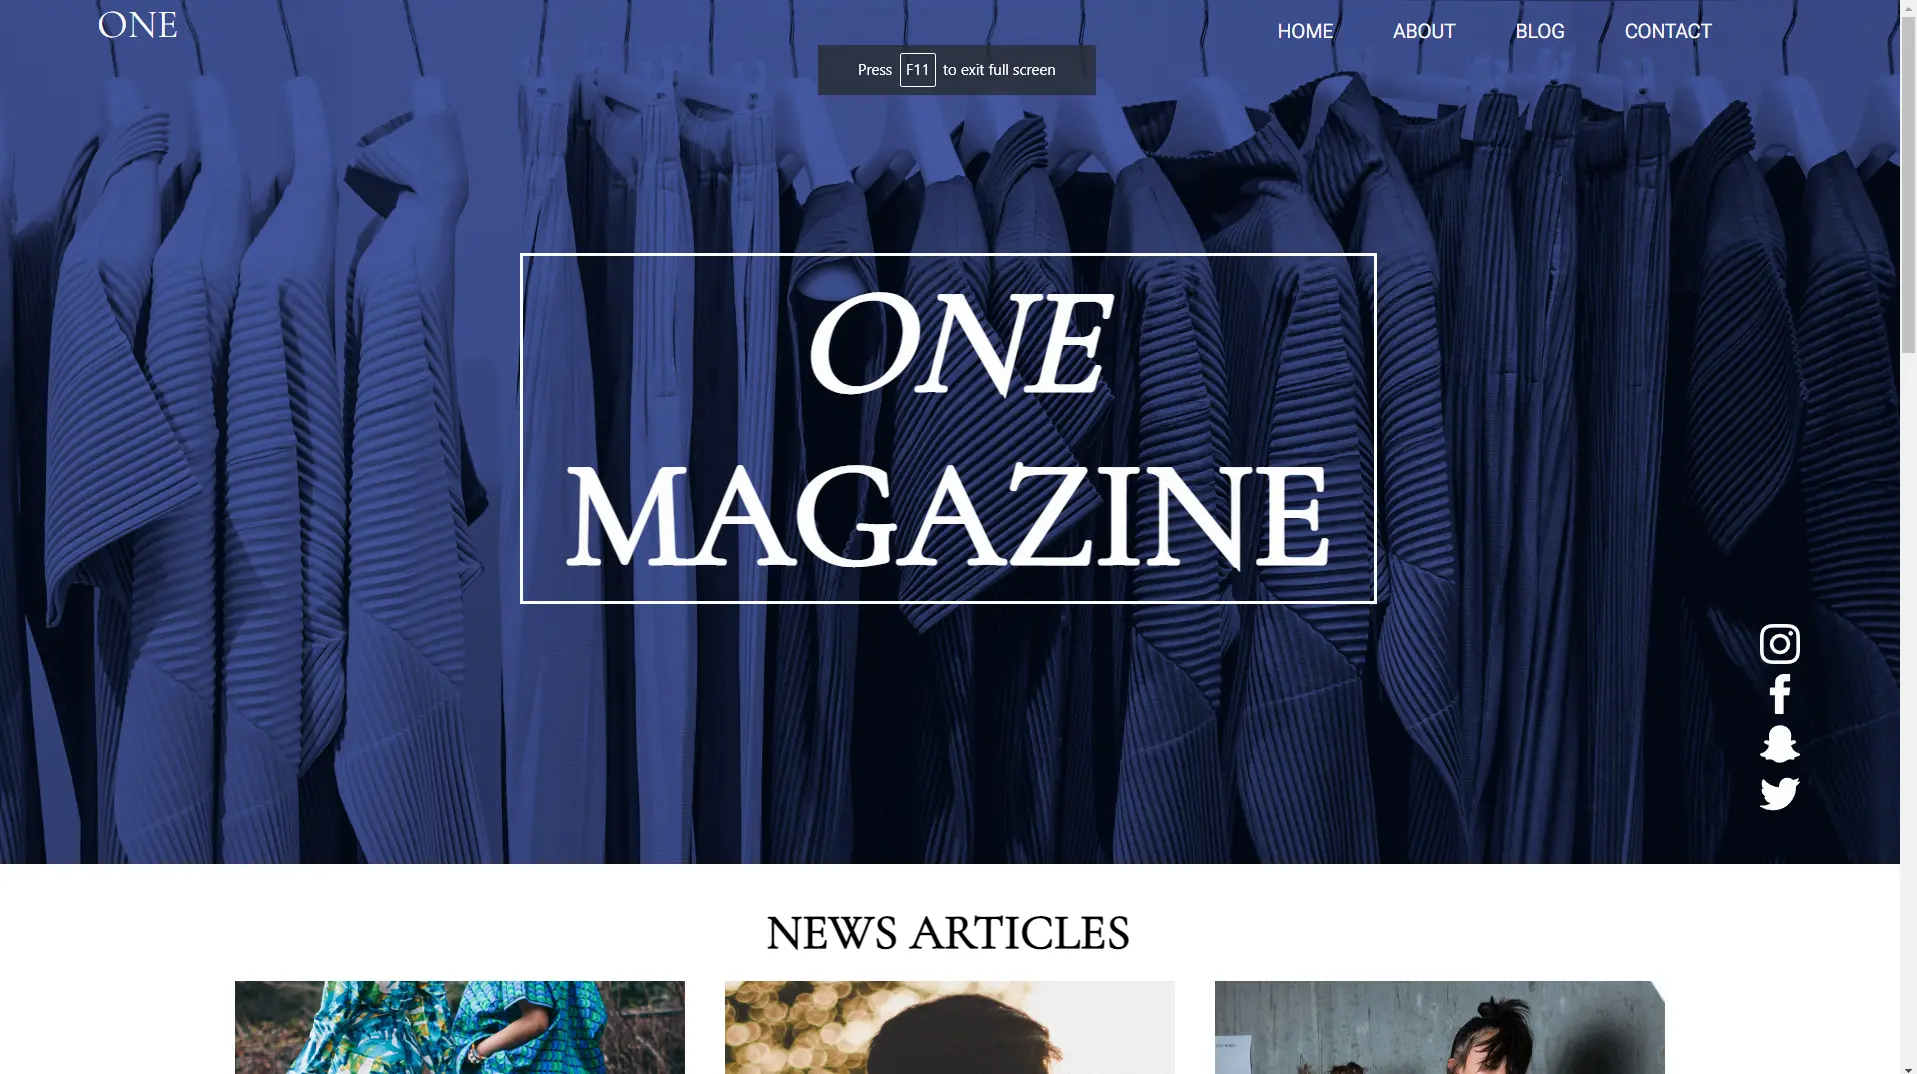 ONE
HOME ABOUT BLOG CONTACT
Press F11 to exit full screen
ONE
MAGAZINE
NEWS ARTICLES